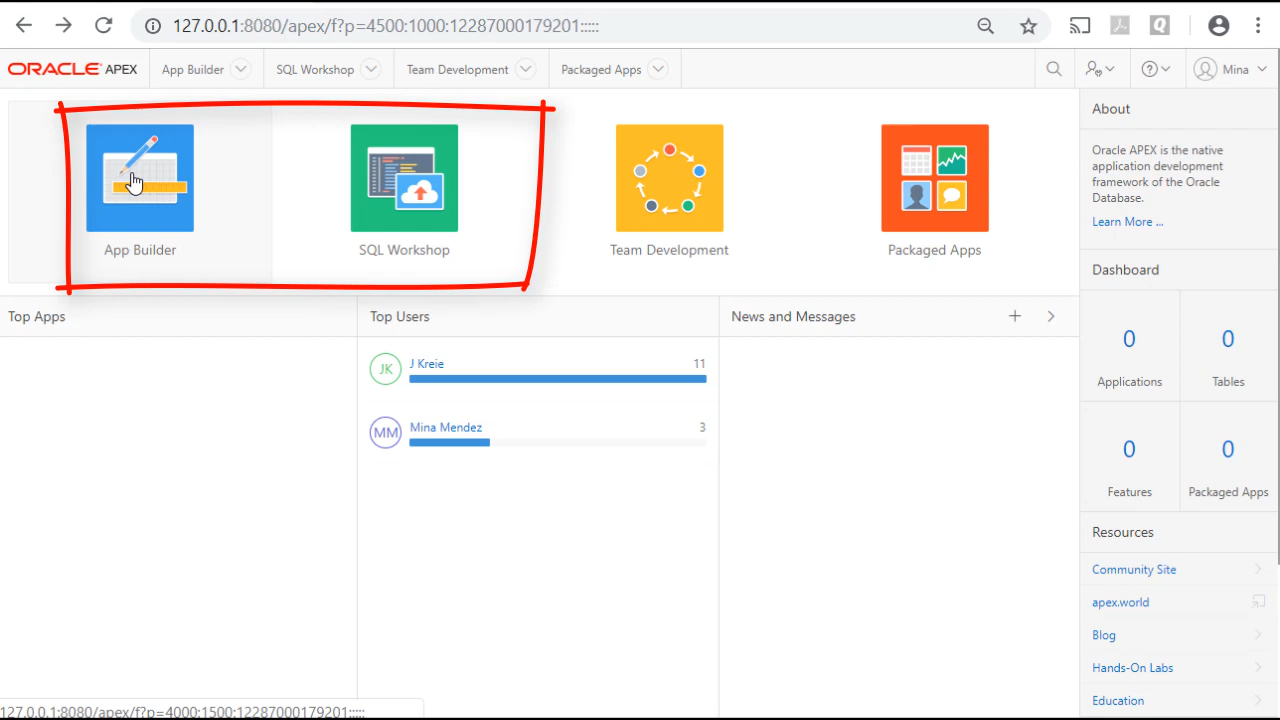 127.0.0.1:8080/apex/f?p=4500:1000:12287000179201:::::
ORACLE APEX App Builder SQL Workshop Team Development Packaged Apps Mina
App Builder
SQL Workshop
Team Development
Packaged Apps
About
Oracle APEX is the native
application development
framework of the Oracle
Database.
Learn More ...
Dashboard
0 0
Applications Tables
0 0
Features Packaged Apps
Top Apps
Top Users
JK J Kreie 11
MM Mina Mendez 3
News and Messages
Resources
Community Site
apex.world
Blog
Hands-On Labs
Education
127.0.0.1:8080/apex/f?p=4000:1500:12287000179201:::::